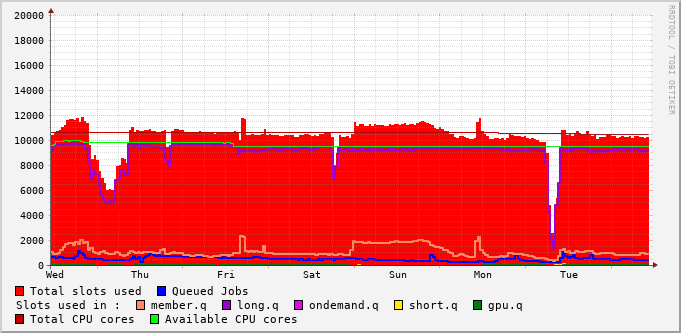 RRDTOOL / TOBI OETIKER
20000
18000
16000
14000
12000
10000
8000
6000
4000
2000
0
Wed Thu Fri Sat Sun Mon Tue
Total slots used Queued Jobs
Slots used in : member.q long.q ondemand.q short.q gpu.q
Total CPU cores Available CPU cores